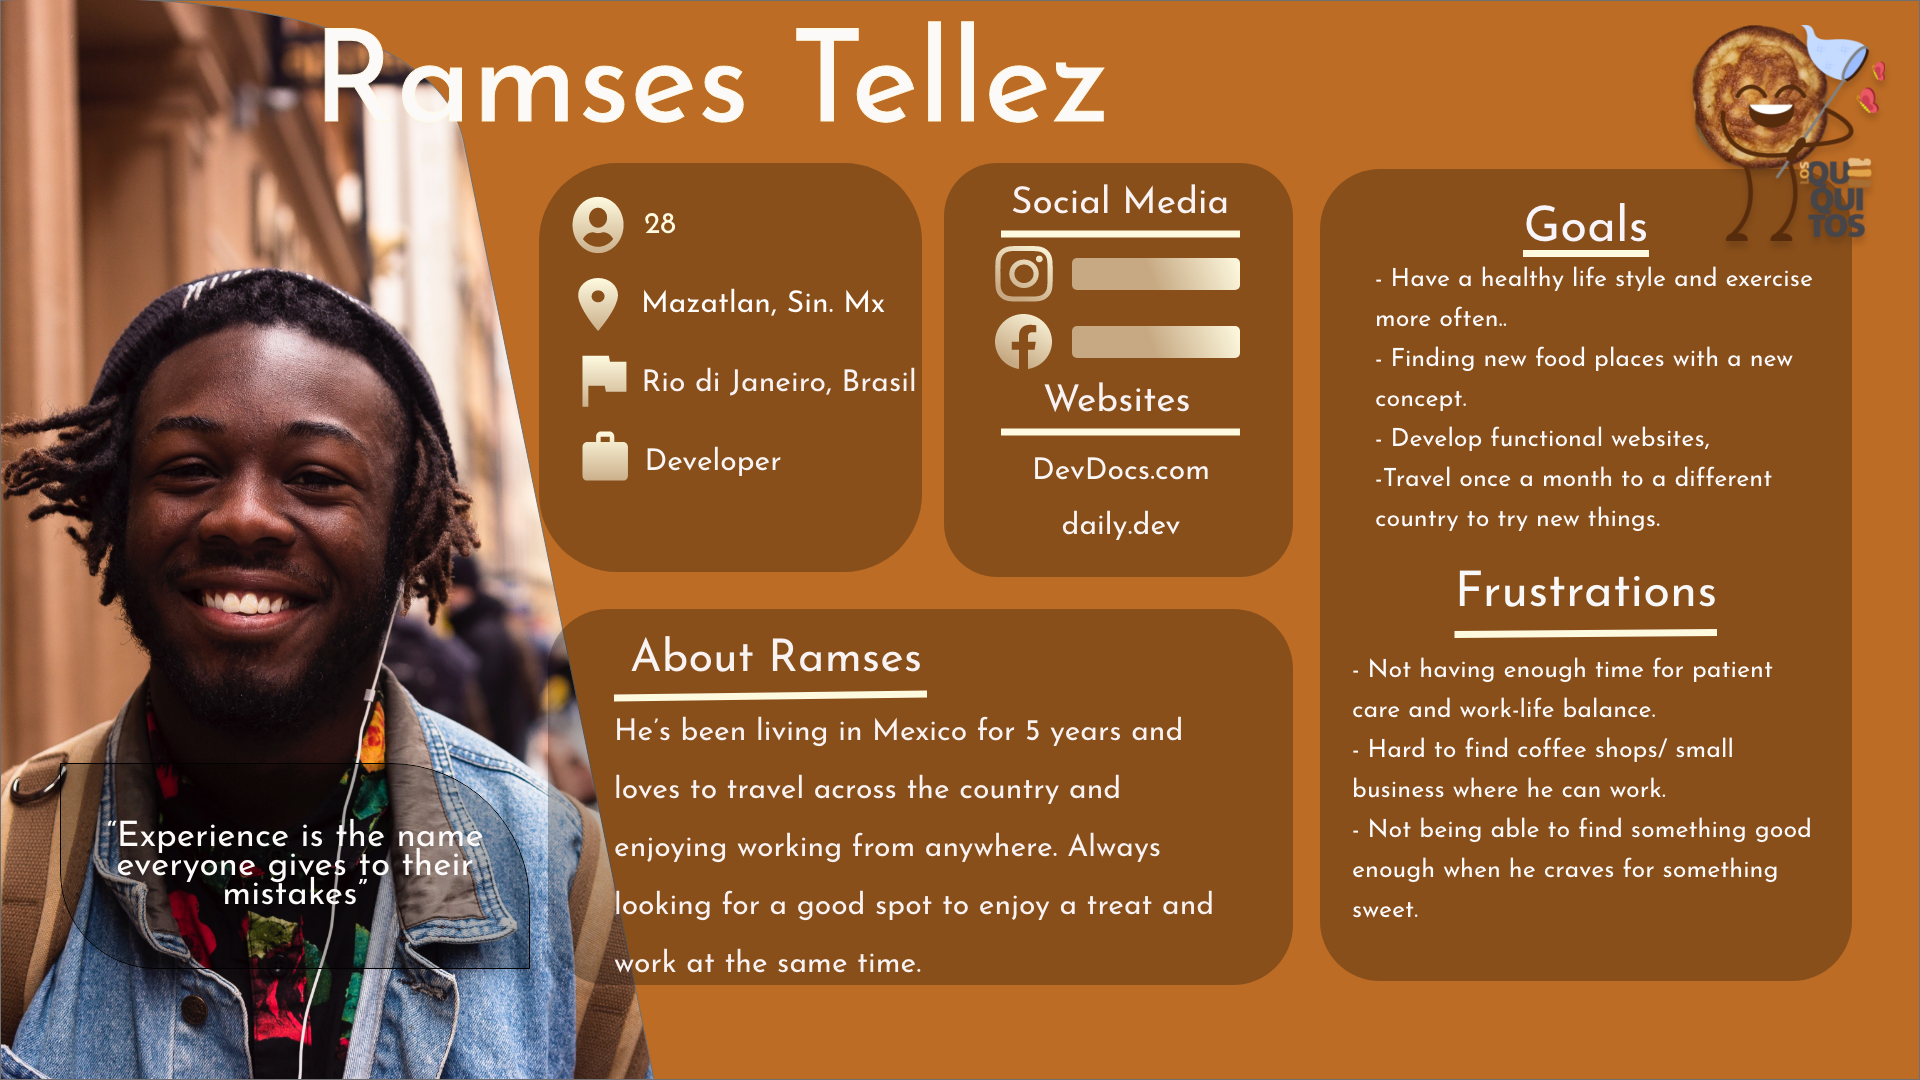 Ramses Tellez
28
Mazatlan, Sin. Mx
Rio di Janeiro, Brasil
Developer
Social Media
Websites
DevDocs.com
daily.dev
LOS
QU
QUI
TOS
Goals
- Have a healthy life style and exercise
more often..
- Finding new food places with a new
concept.
- Develop functional websites,
-Travel once a month to a different
country to try new things.
Frustrations
- Not having enough time for patient
care and work-life balance.
- Hard to find coffee shops/ small
business where he can work.
- Not being able to find something good
enough when he craves for something
sweet.
About Ramses
He's been living in Mexico for 5 years and
loves to travel across the country and
enjoying working from anywhere. Always
looking for a good spot to enjoy a treat and
work at the same time.
“Experience is the name
everyone gives to their
mistakes”